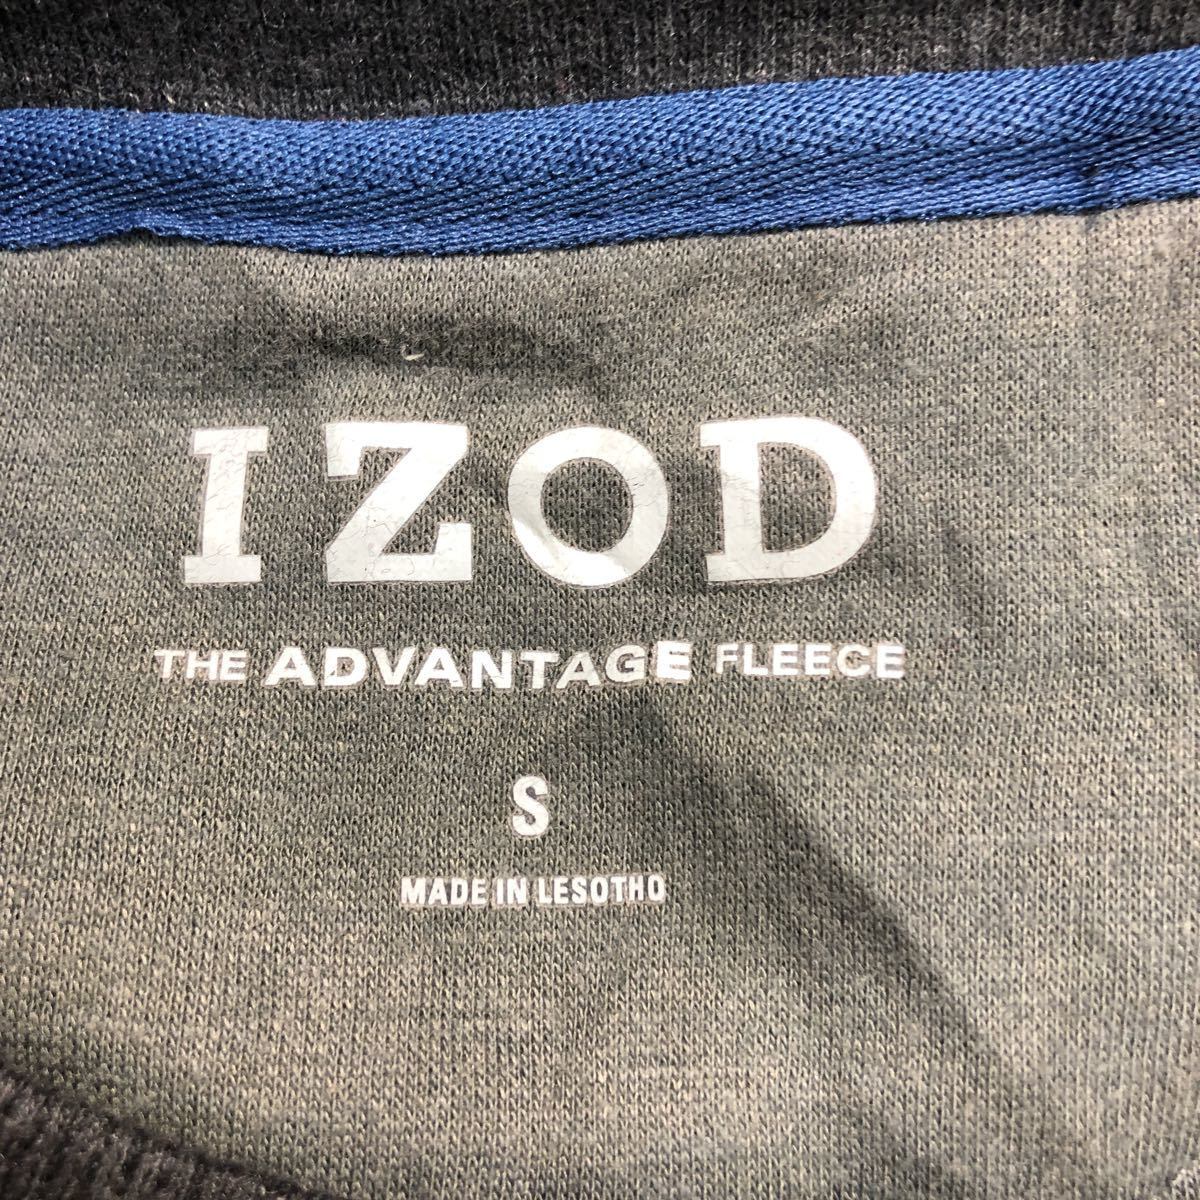 IZOD
THE ADVANTAGE FLEECE
S
MADE IN LESOTHO